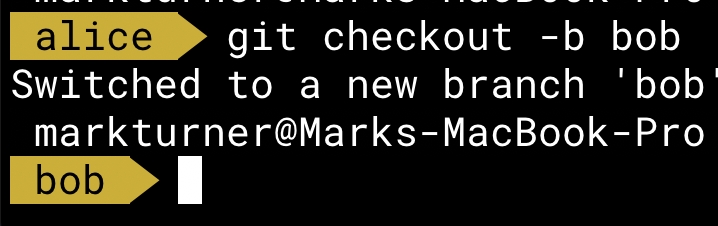 alice git checkout -b bob
Switched to a new branch 'bob'
markturner@Marks-MacBook-Pro
bob